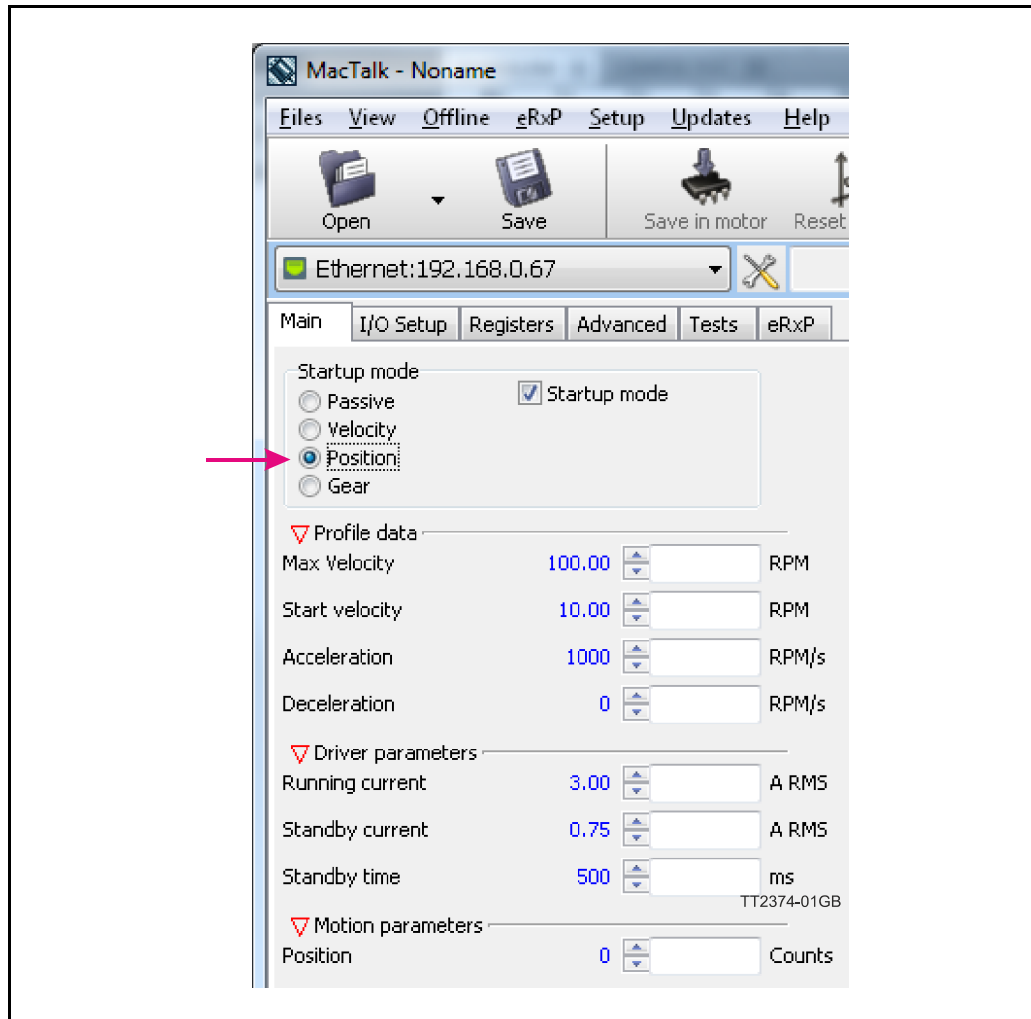 MacTalk - Noname
Files View Offline eRxP Setup Updates Help
Open Save Save in motor Reset
Ethernet:192.168.0.67
Main I/O Setup Registers Advanced Tests eRxP
Startup mode
Startup mode
Passive
Velocity
Position
Gear
Profile data
Max Velocity 100.00 RPM
Start velocity 10.00 RPM
Acceleration 1000 RPM/s
Deceleration 0 RPM/s
Driver parameters
Running current 3.00 A RMS
Standby current 0.75 A RMS
Standby time 500 ms
TT2374-01GB
Motion parameters
Position 0 Counts